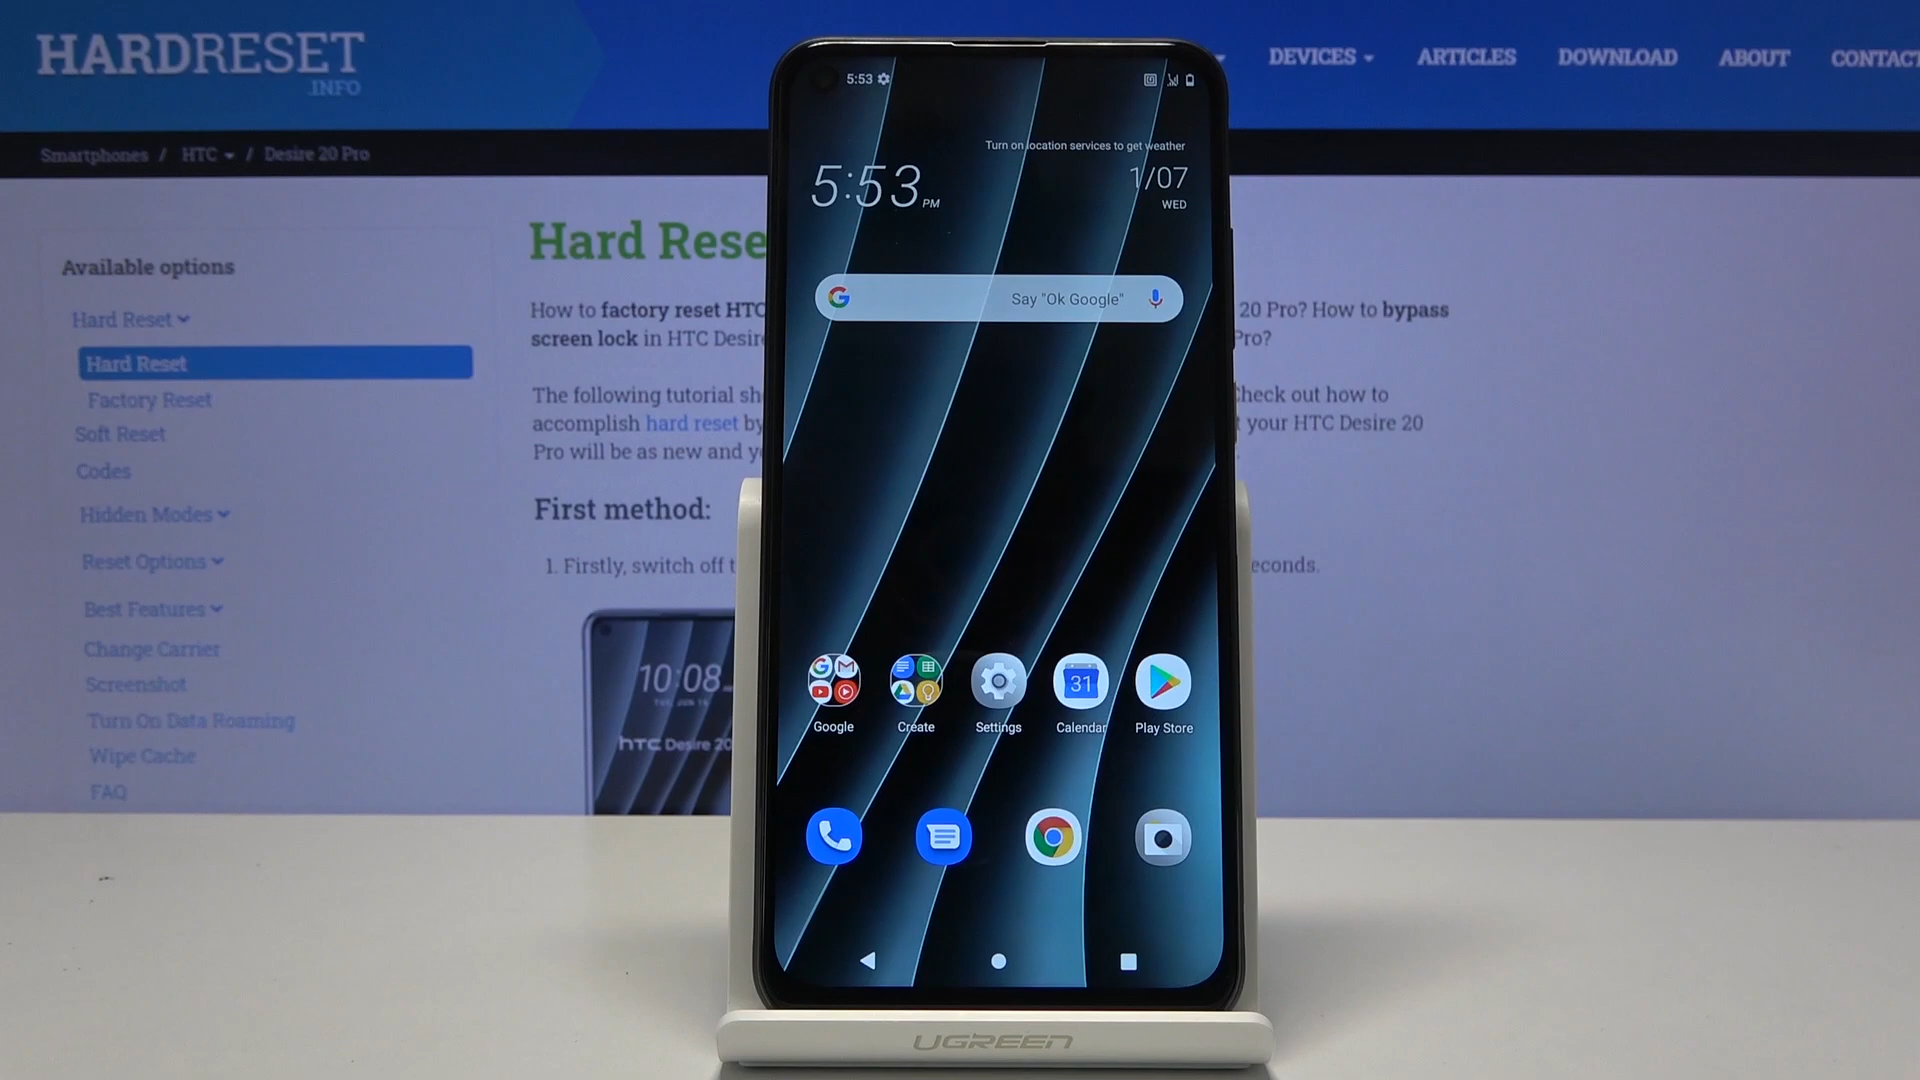 HARDRESET
.INFO
DEVICES
ARTICLES
DOWNLOAD
ABOUT
CONTACT
Smartphones / HTC / Desire 20 Pro
Available options
Hard Reset
Hard Reset
Factory Reset
Soft Reset
Codes
Hidden Modes
Reset Options
Best Features
Change Carrier
Screenshot
Turn On Data Roaming
Wipe Cache
FAQ
Hard Rese
How to factory reset HTC 20 Pro? How to bypass
screen lock in HTC Desire Pro?
The following tutorial sh Check out how to
accomplish hard reset by your HTC Desire 20
Pro will be as new and y
First method:
1. Firstly, switch off t econds.
10:08
hTC Desire 20
5:53
Turn on location services to get weather
5:53 PM
1/07
WED
Say "Ok Google"
31
Google
Create
Settings
Calendar
Play Store
UGREEN